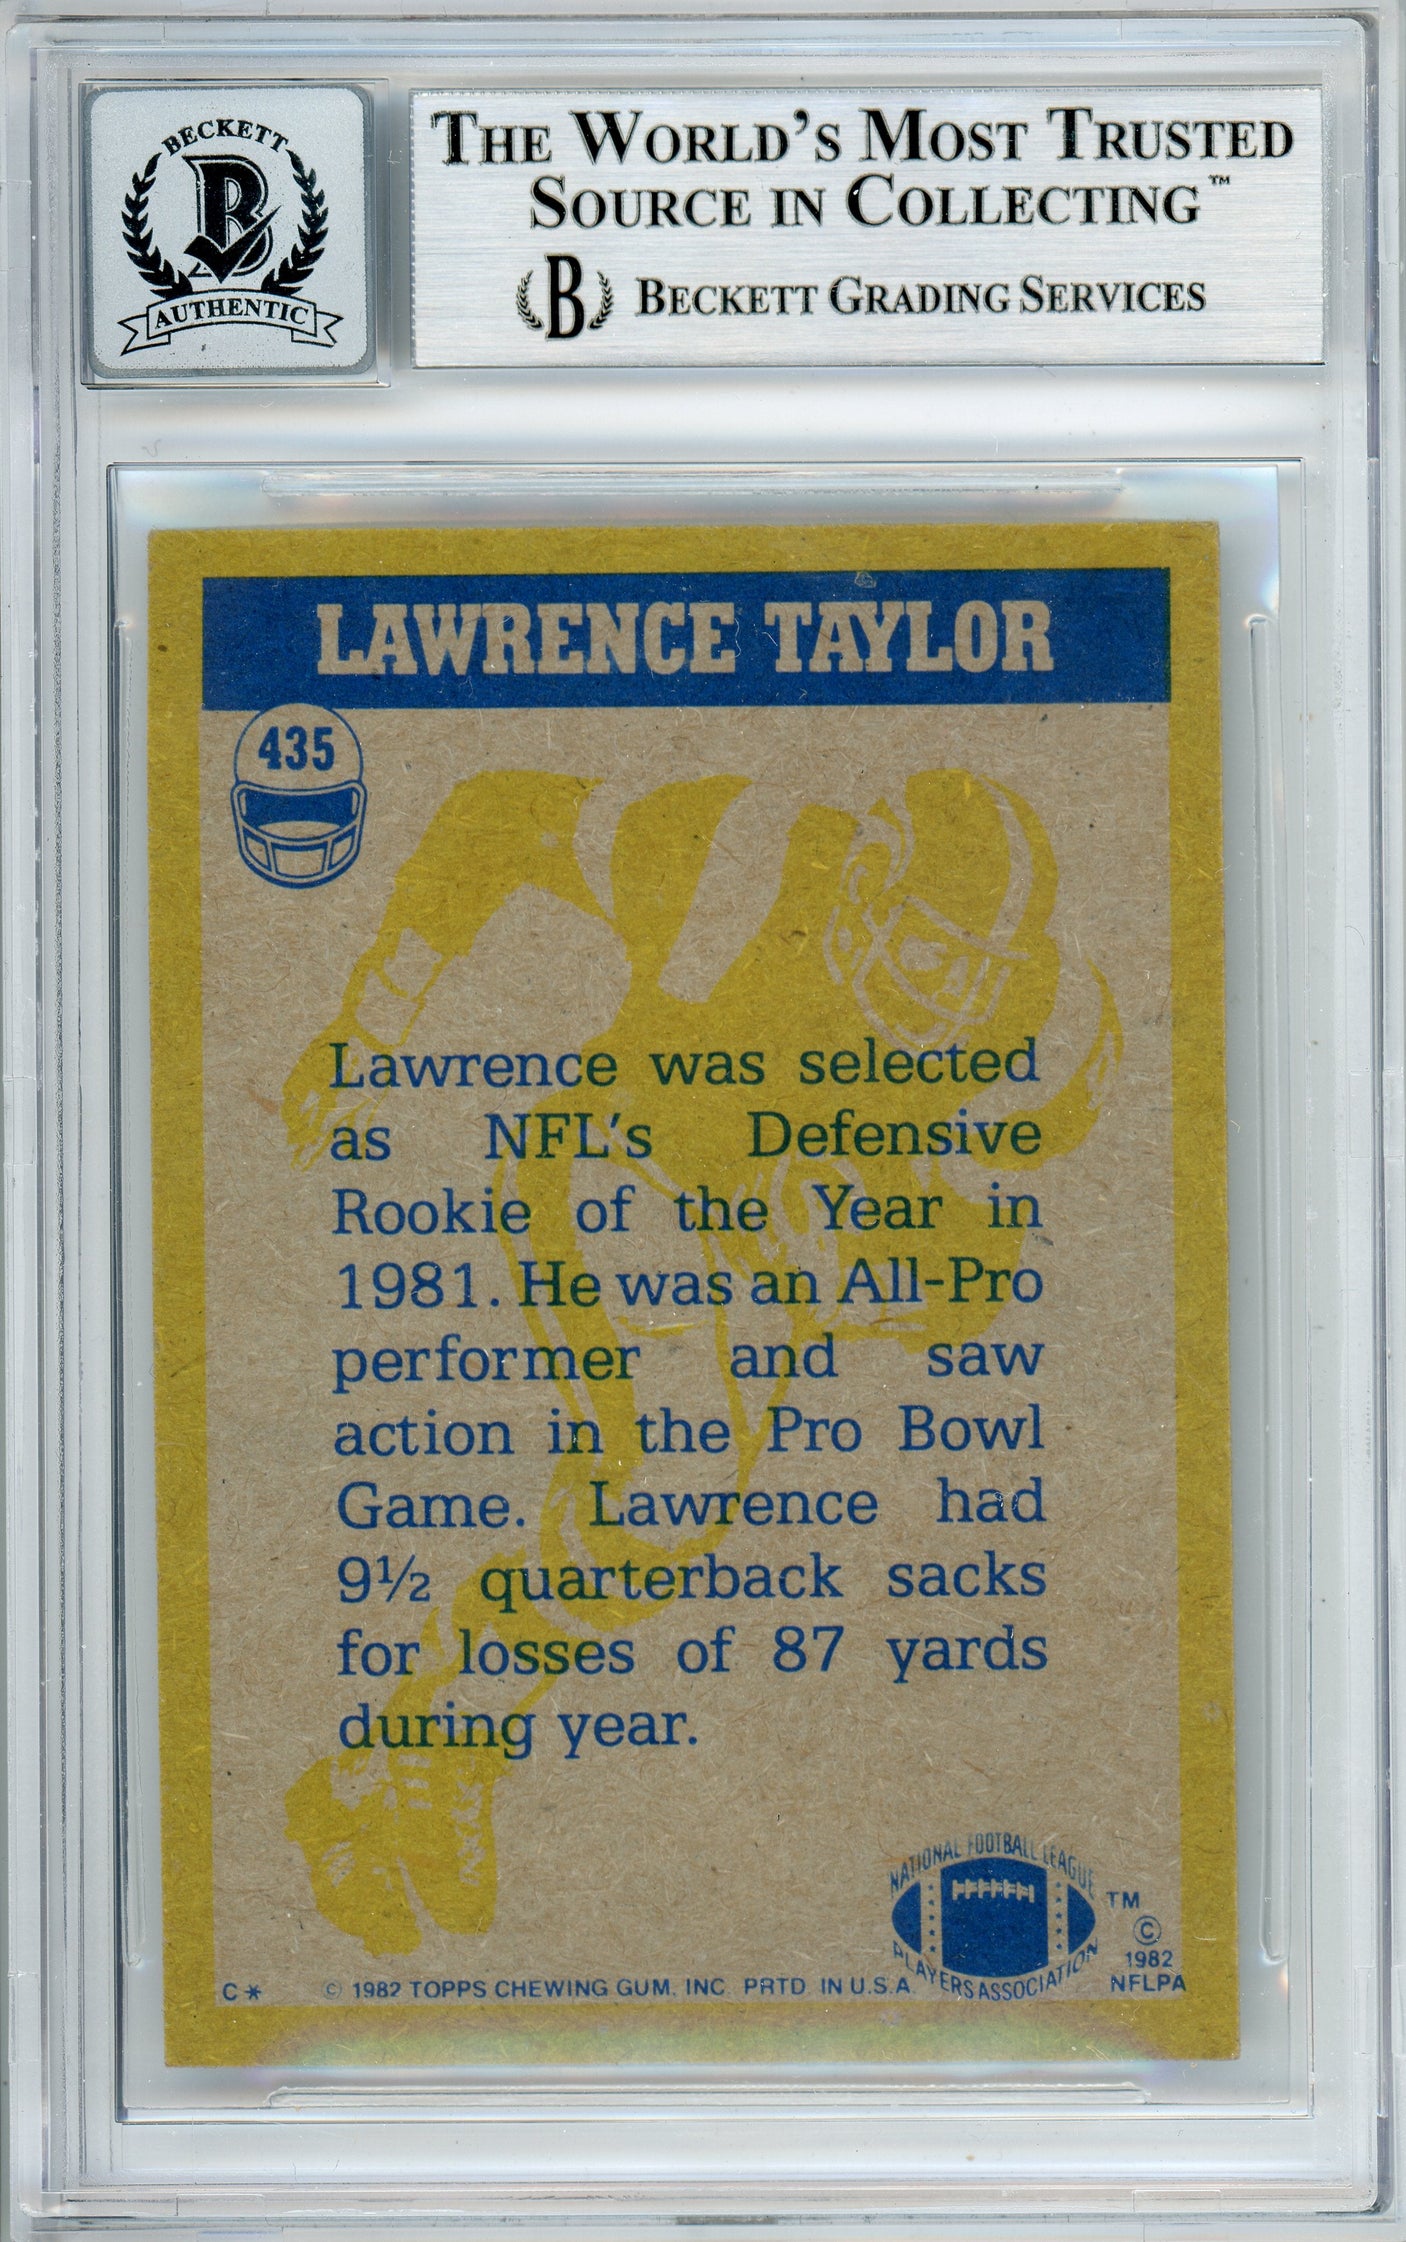 BECKETT
B
AUTHENTIC
THE WORLD'S MOST TRUSTED
SOURCE IN COLLECTING™
B BECKETT GRADING SERVICES
LAWRENCE TAYLOR
435
Lawrence was selected
as NFL's Defensive
Rookie of the Year in
1981. He was an All-Pro
performer and saw
action in the Pro Bowl
Game. Lawrence had
9½ quarterback sacks
for losses of 87 yards
during year.
NATIONAL FOOTBALL LEAGUE
PLAYERS ASSOCIATION
TM
©
1982
NFLPA
C* © 1982 TOPPS CHEWING GUM, INC. PRTD. IN U.S.A.